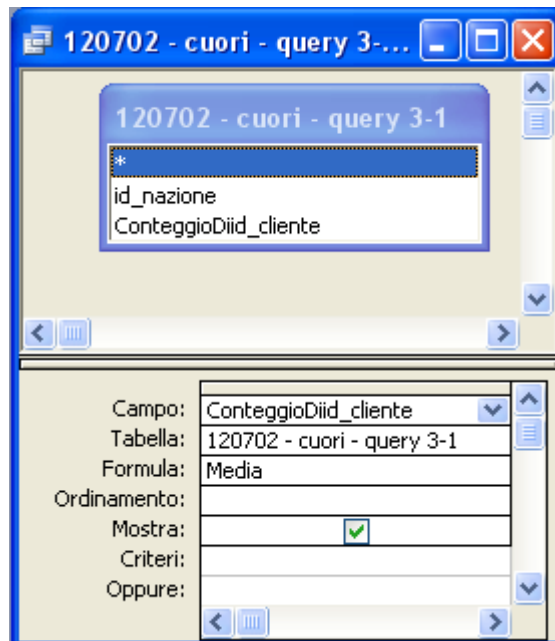 120702 - cuori - query 3-...
120702 - cuori - query 3-1
*
id_nazione
ConteggioDiid_cliente
Campo: ConteggioDiid_cliente
Tabella: 120702 - cuori - query 3-1
Formula: Media
Ordinamento:
Mostra:
Criteri:
Oppure: